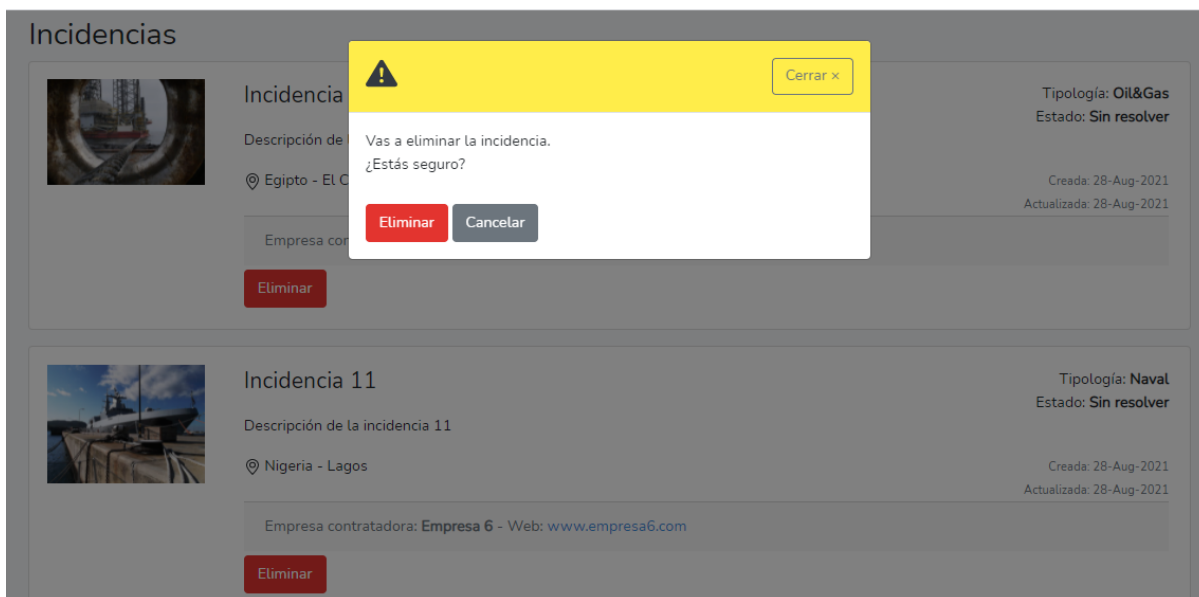 Incidencias
Cerrar ×
Incidencia
Tipología: Oil&Gas
Estado: Sin resolver
Descripción de
Vas a eliminar la incidencia.
¿Estás seguro?
Egipto - El C
Creada: 28-Aug-2021
Actualizada: 28-Aug-2021
Eliminar
Cancelar
Empresa con
Eliminar
Incidencia 11
Tipología: Naval
Estado: Sin resolver
Descripción de la incidencia 11
Nigeria - Lagos
Creada: 28-Aug-2021
Actualizada: 28-Aug-2021
Empresa contratadora: Empresa 6 - Web: www.empresa6.com
Eliminar